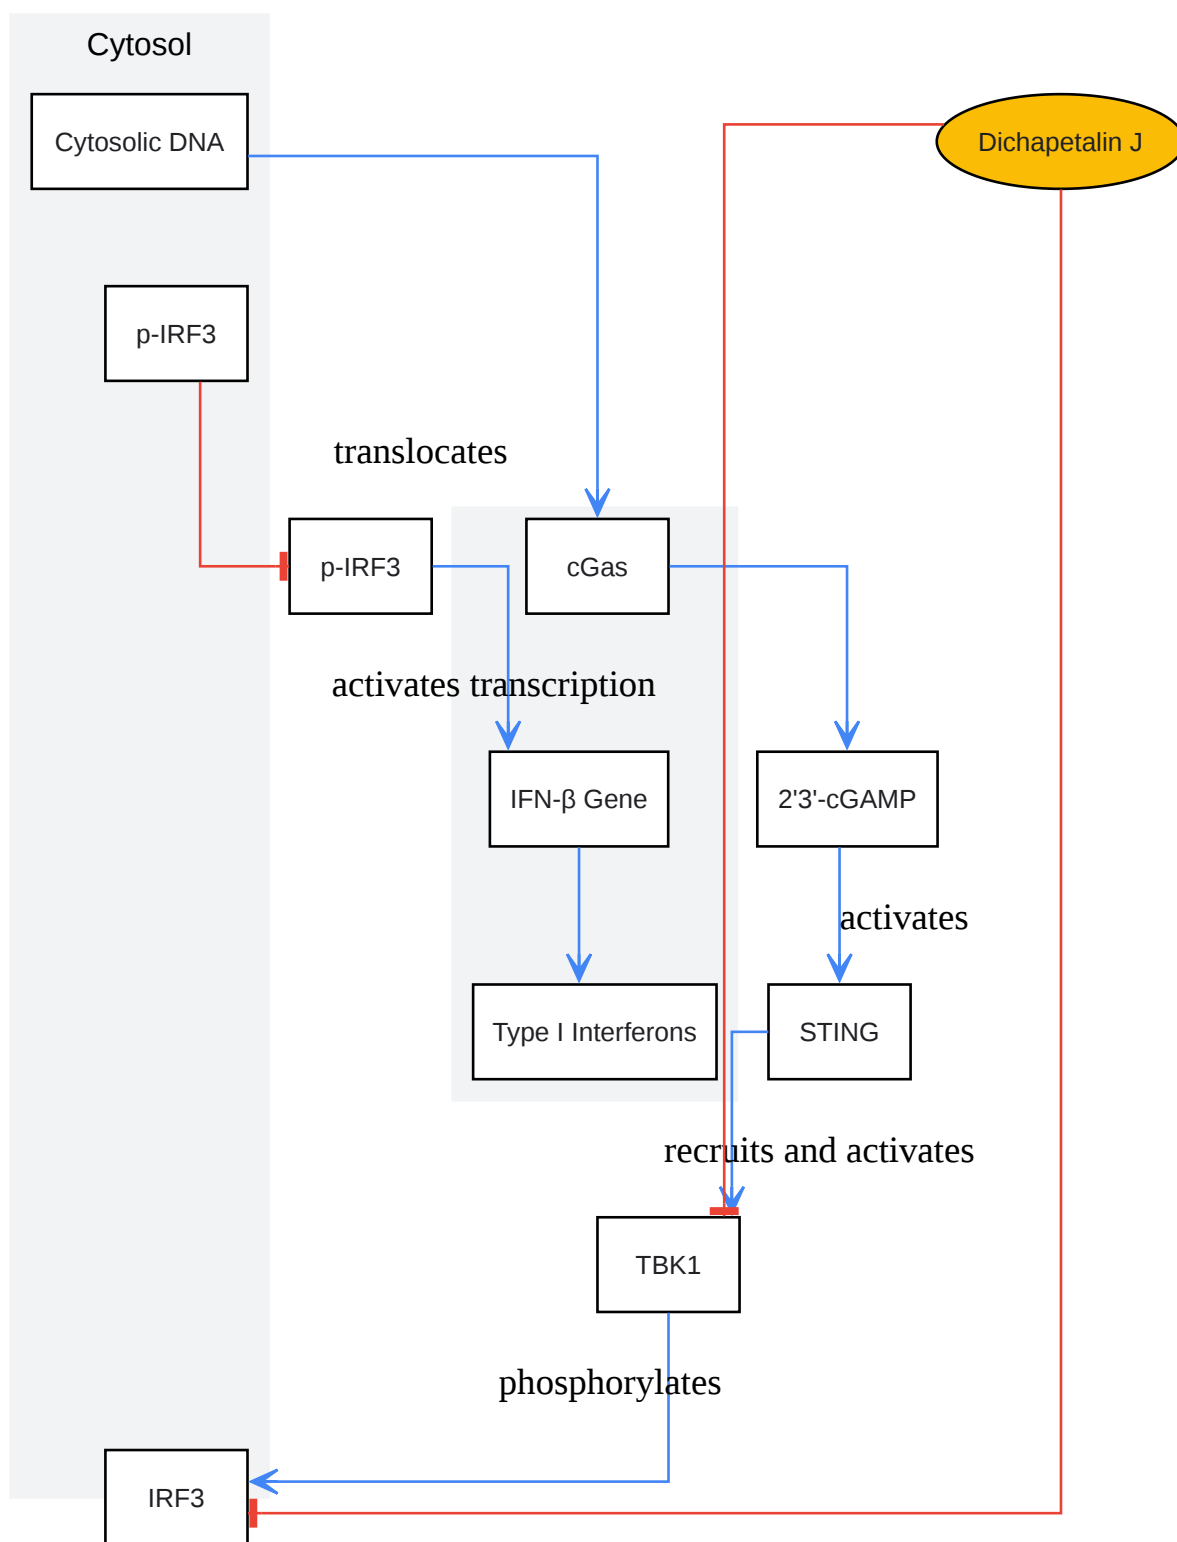 Cytosol
Cytosolic DNA
Dichapetalin J
p-IRF3
translocates
p-IRF3
cGas
activates transcription
IFN-β Gene
2'3'-cGAMP
activates
Type I Interferons
STING
recruits and activates
TBK1
phosphorylates
IRF3